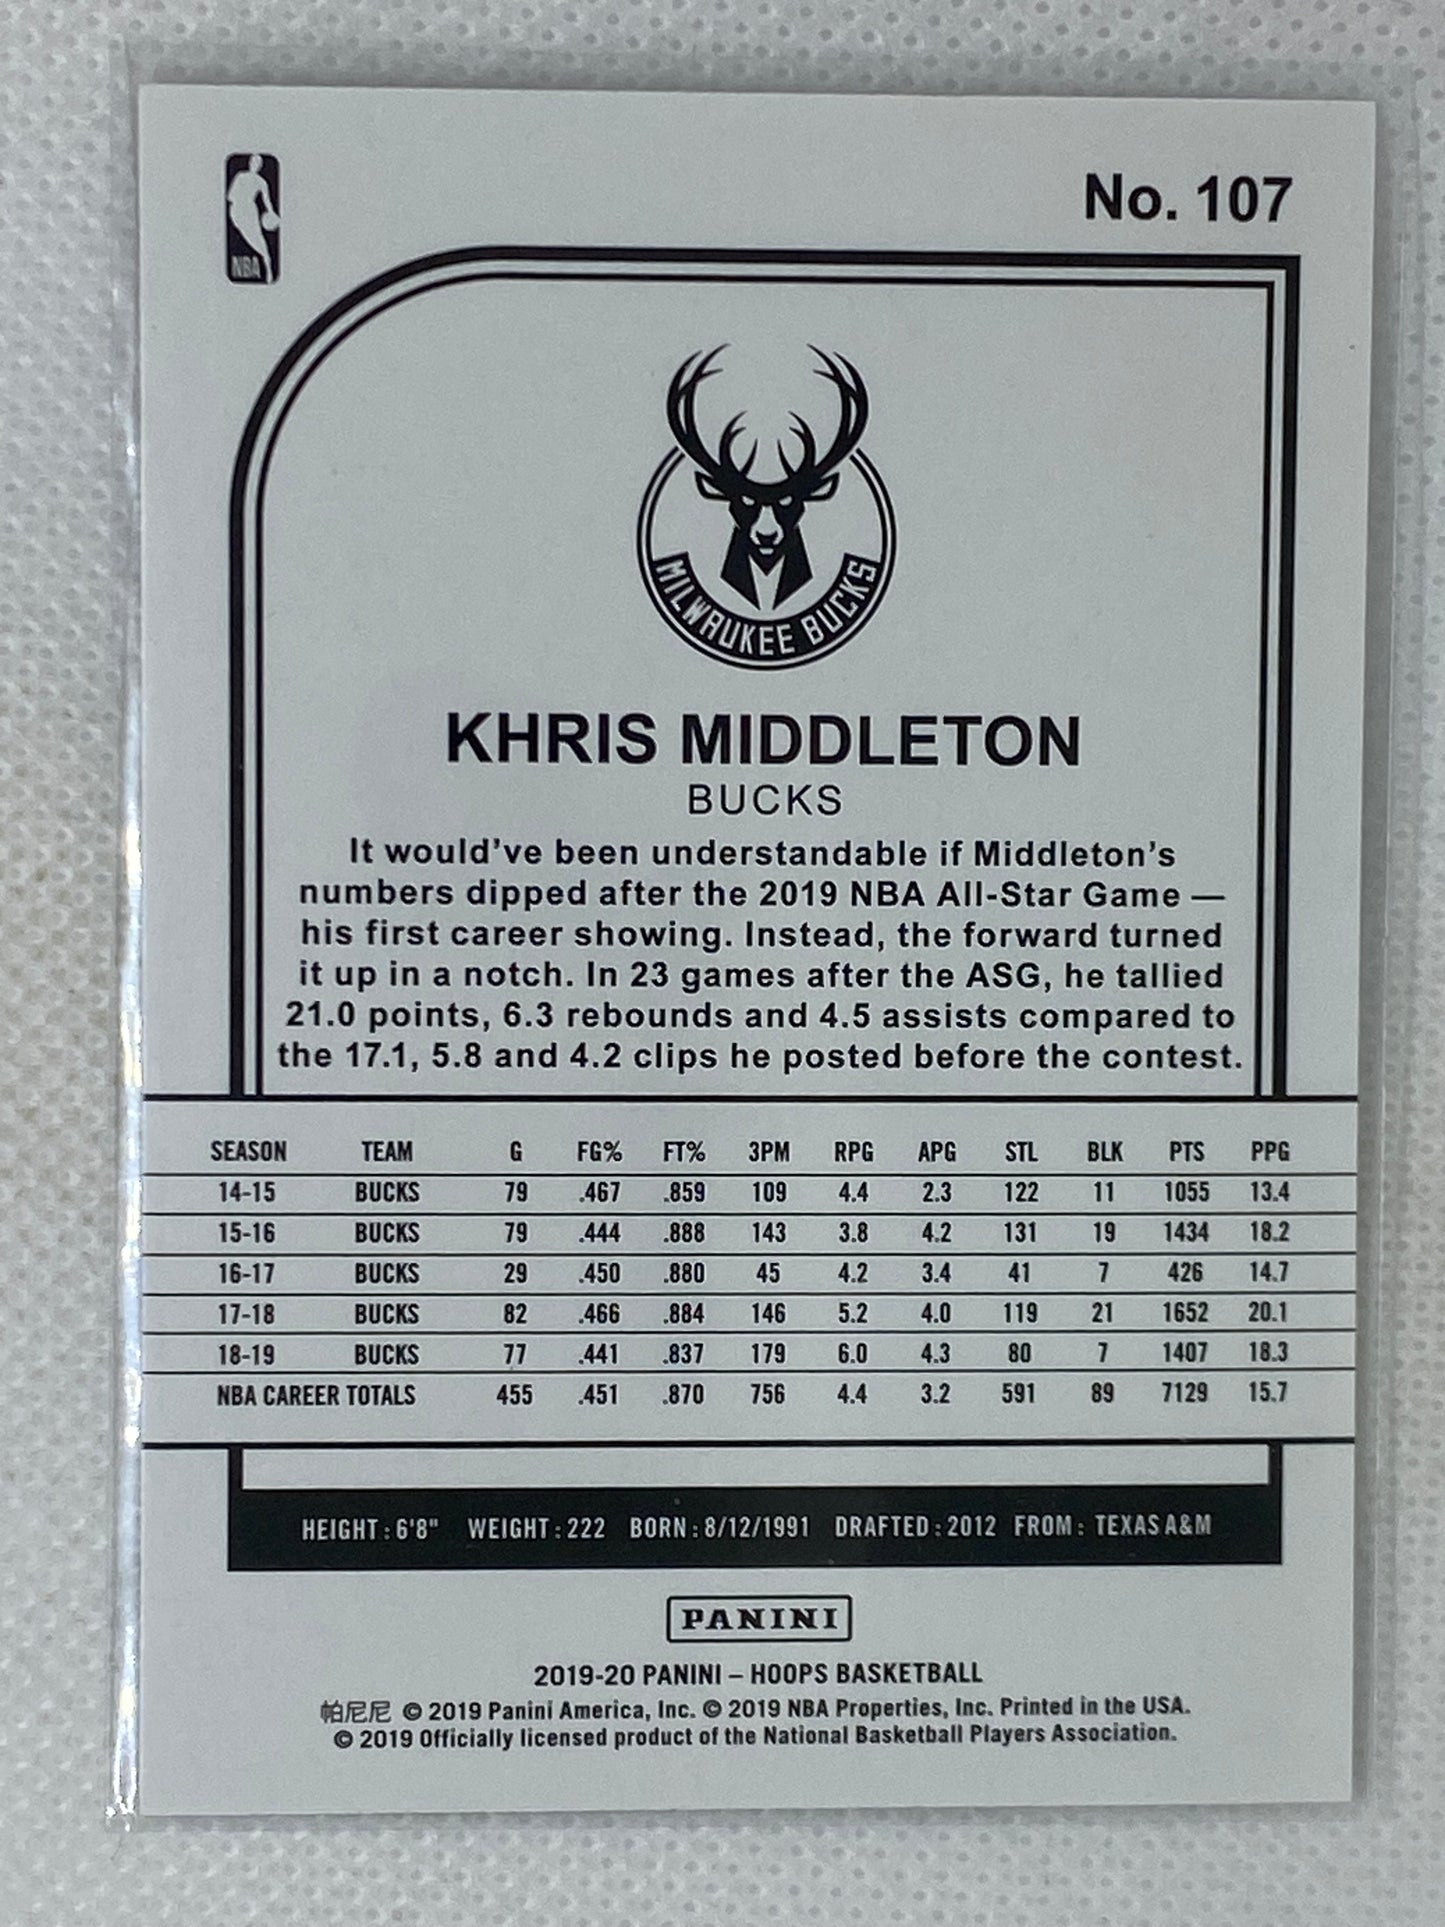 NBA
No. 107
MILWAUKEE BUCKS
KHRIS MIDDLETON
BUCKS
It would've been understandable if Middleton's
numbers dipped after the 2019 NBA All-Star Game —
his first career showing. Instead, the forward turned
it up in a notch. In 23 games after the ASG, he tallied
21.0 points, 6.3 rebounds and 4.5 assists compared to
the 17.1, 5.8 and 4.2 clips he posted before the contest.
SEASON TEAM G FG% FT% 3PM RPG APG STL BLK PTS PPG
14-15 BUCKS 79 .467 .859 109 4.4 2.3 122 11 1055 13.4
15-16 BUCKS 79 .444 .888 143 3.8 4.2 131 19 1434 18.2
16-17 BUCKS 29 .450 .880 45 4.2 3.4 41 7 426 14.7
17-18 BUCKS 82 .466 .884 146 5.2 4.0 119 21 1652 20.1
18-19 BUCKS 77 .441 .837 179 6.0 4.3 80 7 1407 18.3
NBA CAREER TOTALS 455 .451 .870 756 4.4 3.2 591 89 7129 15.7
HEIGHT: 6'8" WEIGHT: 222 BORN: 8/12/1991 DRAFTED: 2012 FROM: TEXAS A&M
PANINI
2019-20 PANINI – HOOPS BASKETBALL
帕尼尼 © 2019 Panini America, Inc. © 2019 NBA Properties, Inc. Printed in the USA.
© 2019 Officially licensed product of the National Basketball Players Association.